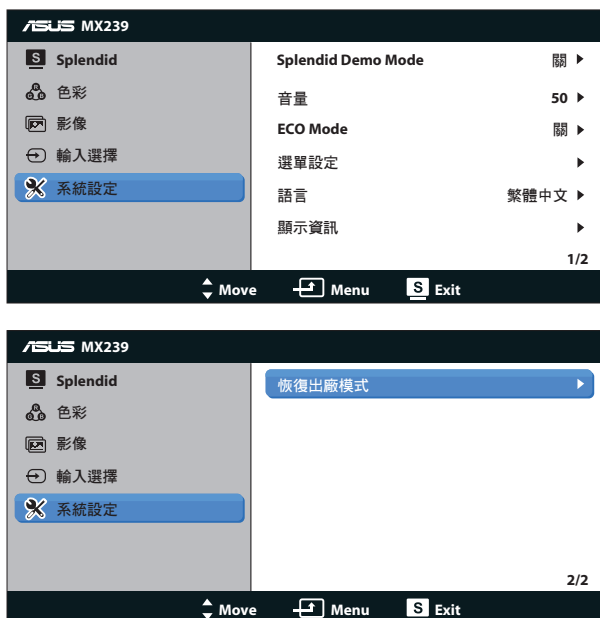 ASUS MX239
S Splendid
Splendid Demo Mode 關
色彩
音量 50
影像
ECO Mode 關
輸入選擇
選單設定
系統設定
語言 繁體中文
顯示資訊
1/2
Move Menu S Exit
ASUS MX239
S Splendid
恢復出廠模式
色彩
影像
輸入選擇
系統設定
2/2
Move Menu S Exit